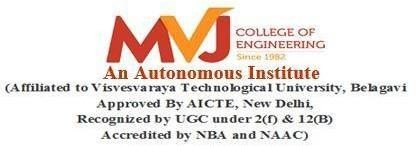 MVJ COLLEGE OF
ENGINEERING
Since 1982
An Autonomous Institute
(Affiliated to Visvesvaraya Technological University, Belagavi
Approved By AICTE, New Delhi,
Recognized by UGC under 2(f) & 12(B)
Accredited by NBA and NAAC)